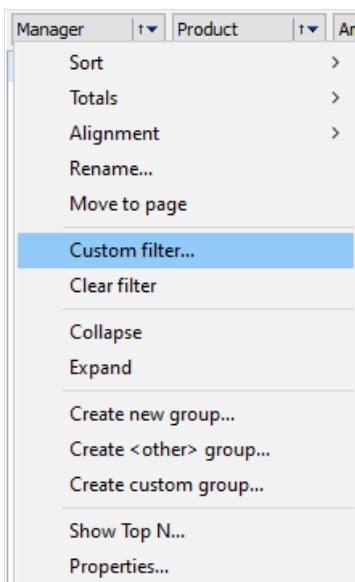 Manager Product Ar
Sort
Totals
Alignment
Rename...
Move to page
Custom filter...
Clear filter
Collapse
Expand
Create new group...
Create <other> group...
Create custom group...
Show Top N...
Properties...